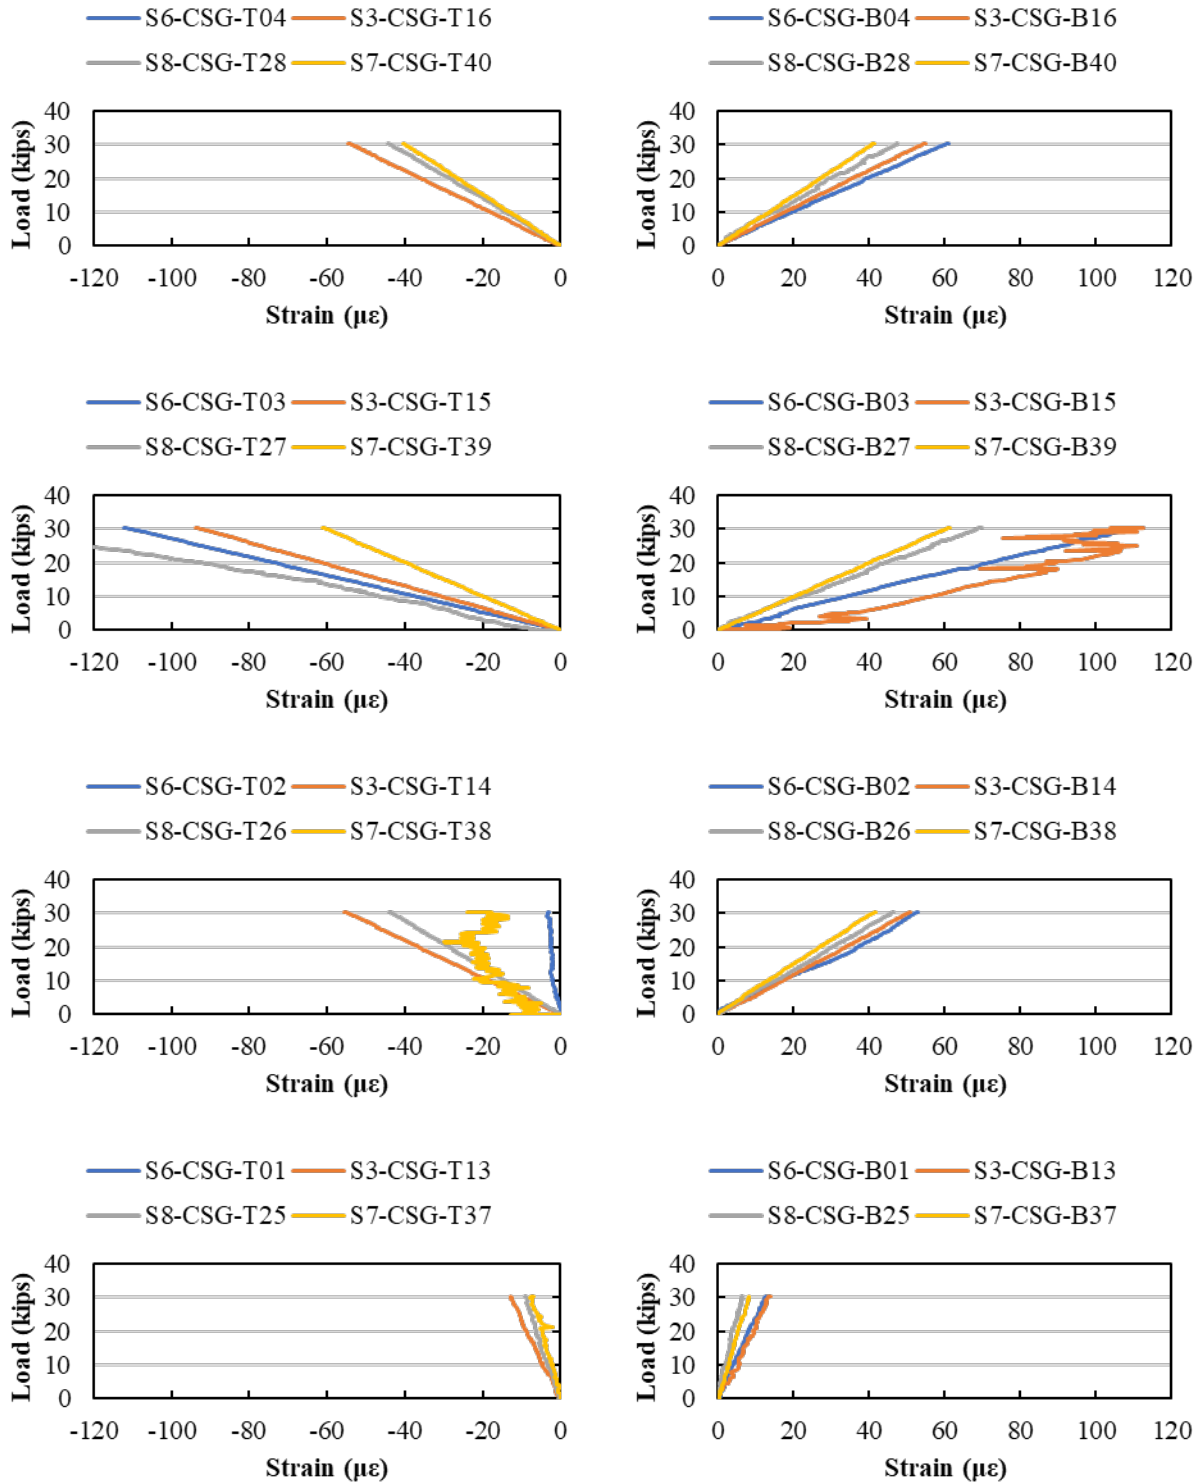 S6-CSG-T04 S3-CSG-T16
S8-CSG-T28 S7-CSG-T40
40
30
20
10
0
Load (kips)
-120 -100 -80 -60 -40 -20 0
Strain (με)
S6-CSG-B04 S3-CSG-B16
S8-CSG-B28 S7-CSG-B40
40
30
20
10
0
Load (kips)
0 20 40 60 80 100 120
Strain (με)
S6-CSG-T03 S3-CSG-T15
S8-CSG-T27 S7-CSG-T39
40
30
20
10
0
Load (kips)
-120 -100 -80 -60 -40 -20 0
Strain (με)
S6-CSG-B03 S3-CSG-B15
S8-CSG-B27 S7-CSG-B39
40
30
20
10
0
Load (kips)
0 20 40 60 80 100 120
Strain (με)
S6-CSG-T02 S3-CSG-T14
S8-CSG-T26 S7-CSG-T38
40
30
20
10
0
Load (kips)
-120 -100 -80 -60 -40 -20 0
Strain (με)
S6-CSG-B02 S3-CSG-B14
S8-CSG-B26 S7-CSG-B38
40
30
20
10
0
Load (kips)
0 20 40 60 80 100 120
Strain (με)
S6-CSG-T01 S3-CSG-T13
S8-CSG-T25 S7-CSG-T37
40
30
20
10
0
Load (kips)
-120 -100 -80 -60 -40 -20 0
Strain (με)
S6-CSG-B01 S3-CSG-B13
S8-CSG-B25 S7-CSG-B37
40
30
20
10
0
Load (kips)
0 20 40 60 80 100 120
Strain (με)